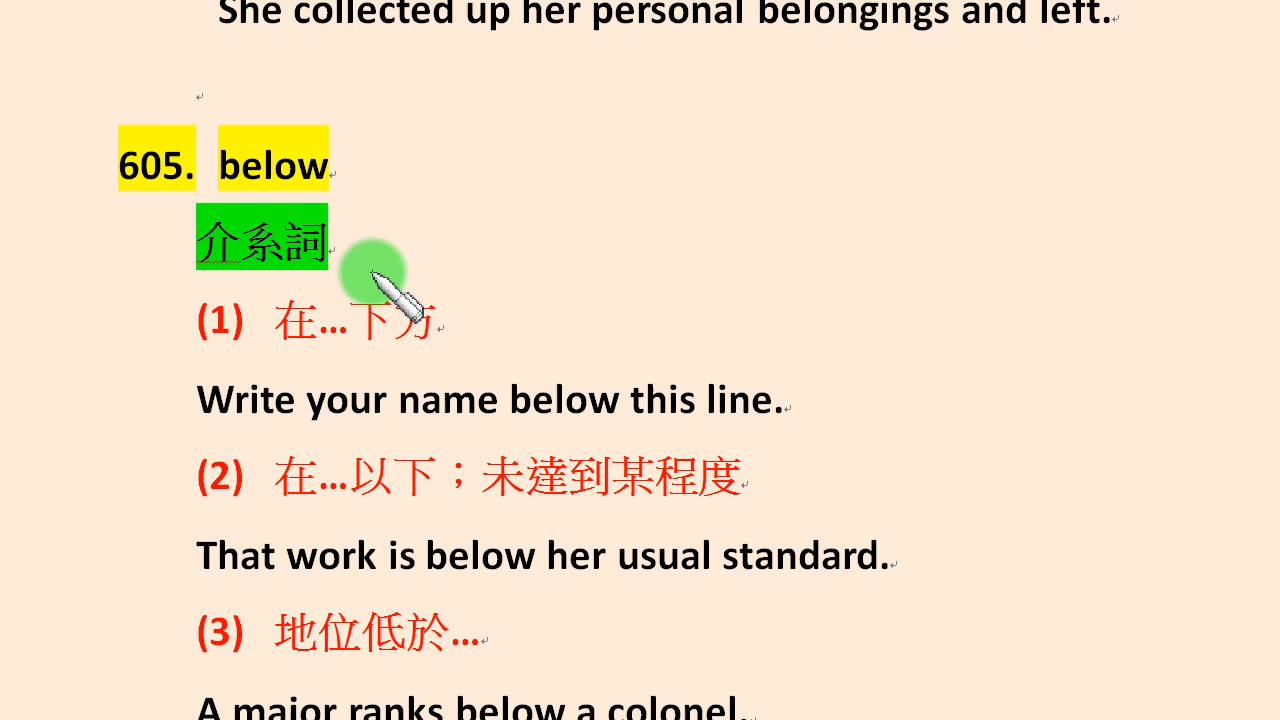 She collected up her personal belongings and left.
605. below
介系詞
(1) 在…下方
Write your name below this line.
(2) 在…以下；未達到某程度
That work is below her usual standard.
(3) 地位低於…
A major ranks below a colonel.